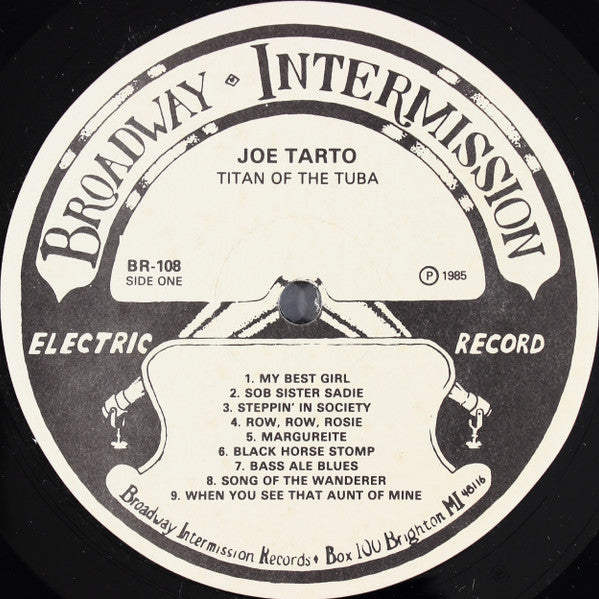 BROADWAY • INTERMISSION
JOE TARTO
TITAN OF THE TUBA
BR-108
SIDE ONE
℗ 1985
ELECTRIC RECORD
1. MY BEST GIRL
2. SOB SISTER SADIE
3. STEPPIN' IN SOCIETY
4. ROW, ROW, ROSIE
5. MARGUREITE
6. BLACK HORSE STOMP
7. BASS ALE BLUES
8. SONG OF THE WANDERER
9. WHEN YOU SEE THAT AUNT OF MINE
Broadway Intermission Records • Box 100 Brighton MI 48116